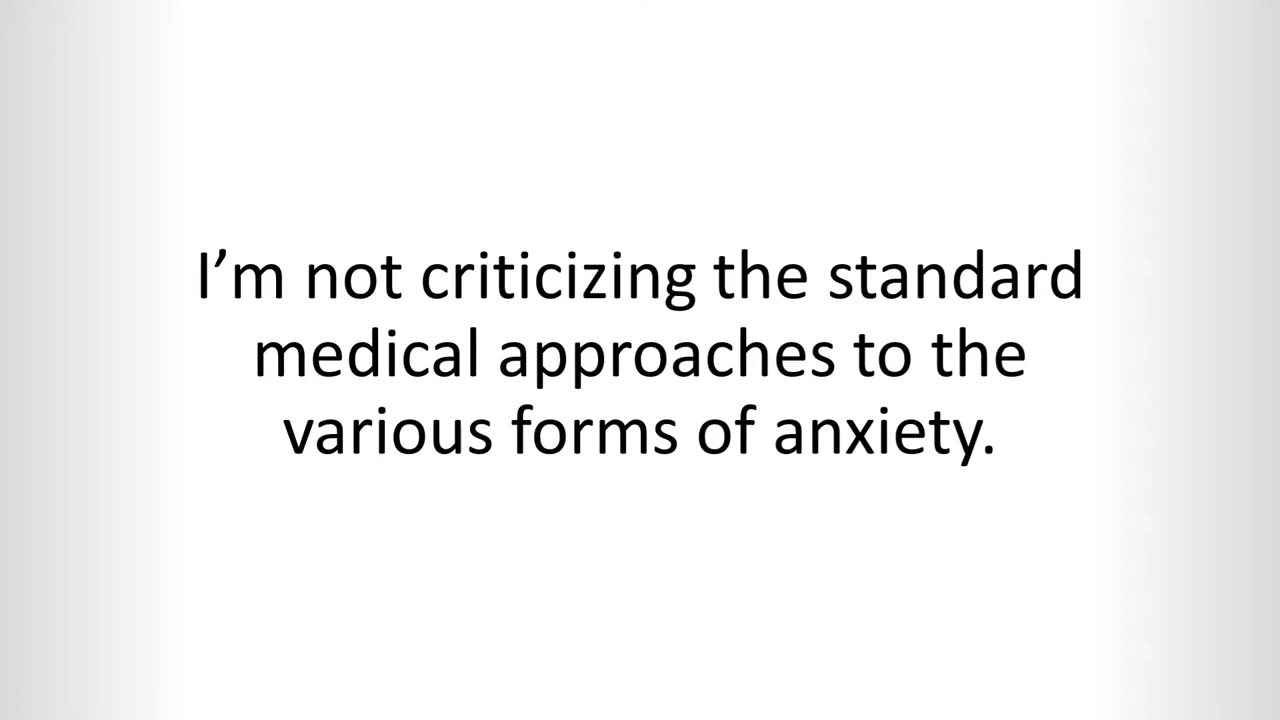 I’m not criticizing the standard
medical approaches to the
various forms of anxiety.